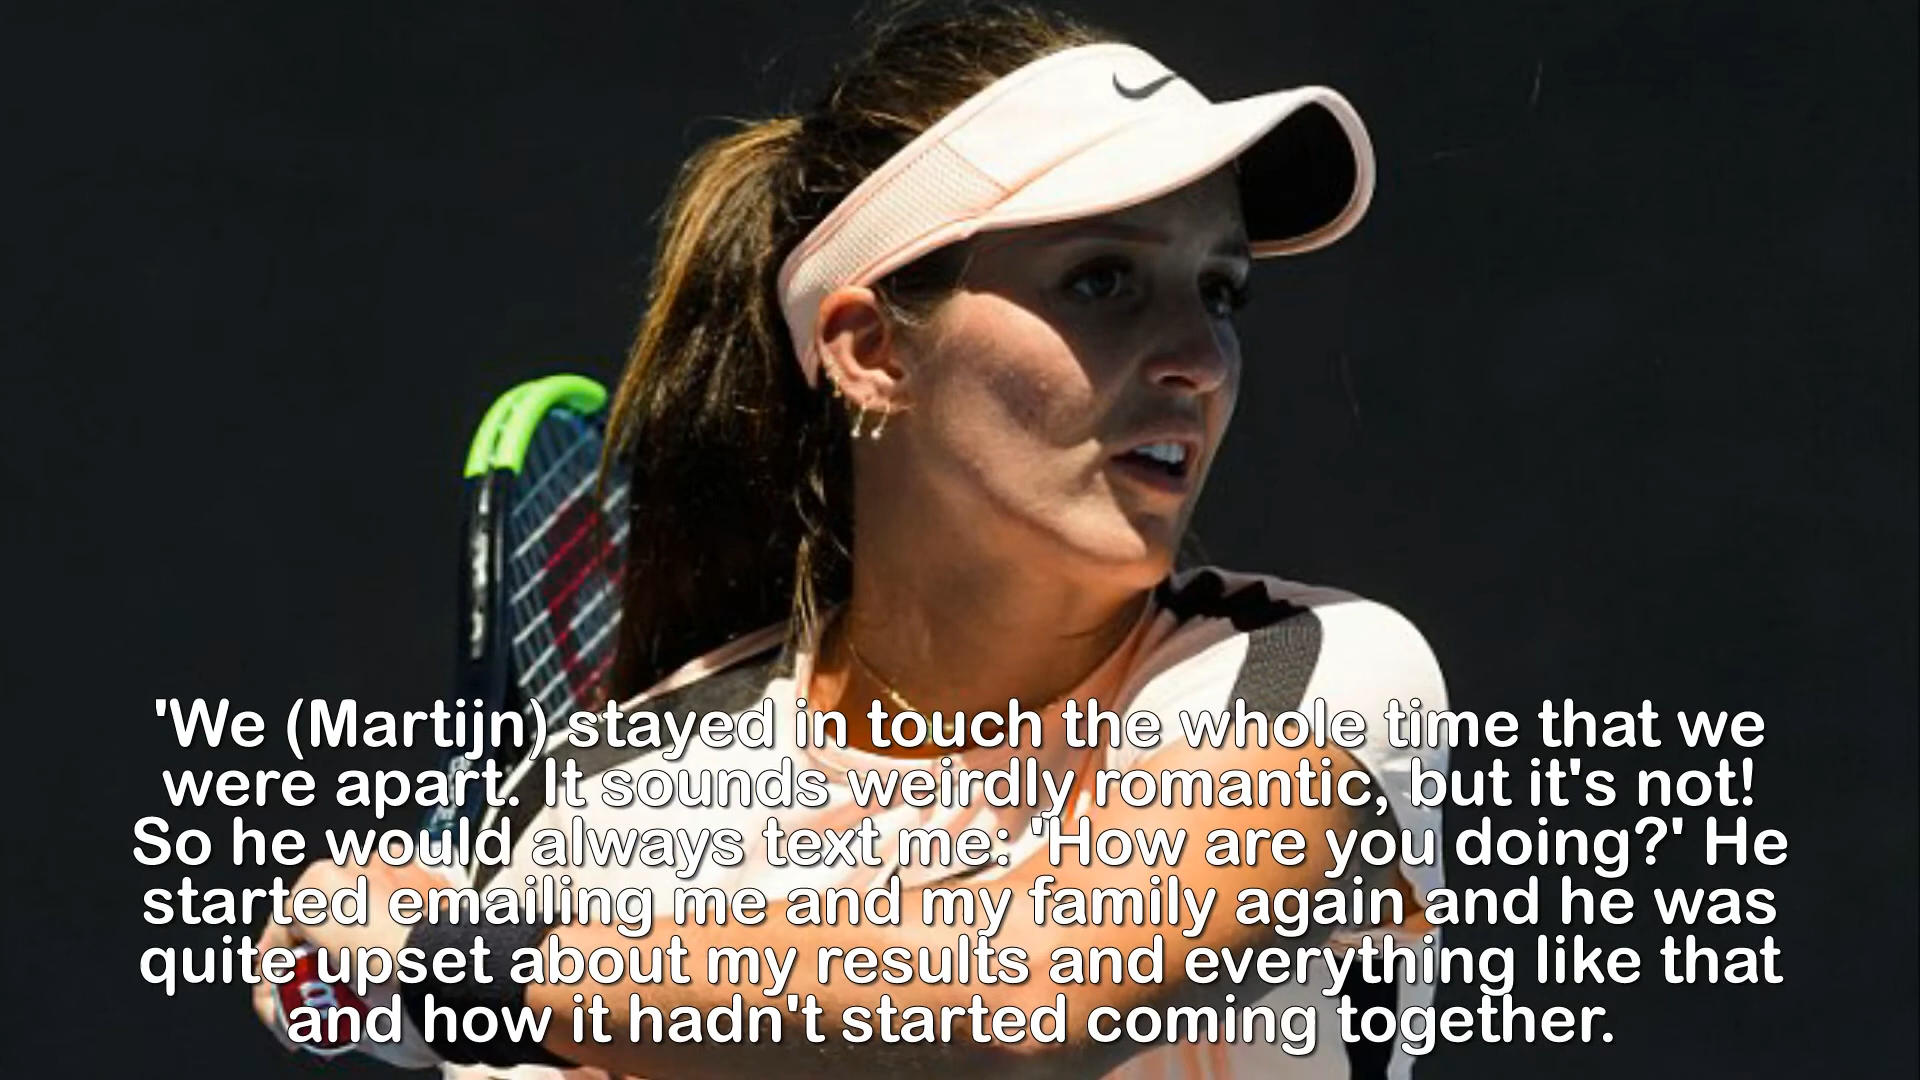 'We (Martijn) stayed in touch the whole time that we
were apart. It sounds weirdly romantic, but it's not!
So he would always text me: 'How are you doing?' He
started emailing me and my family again and he was
quite upset about my results and everything like that
and how it hadn't started coming together.